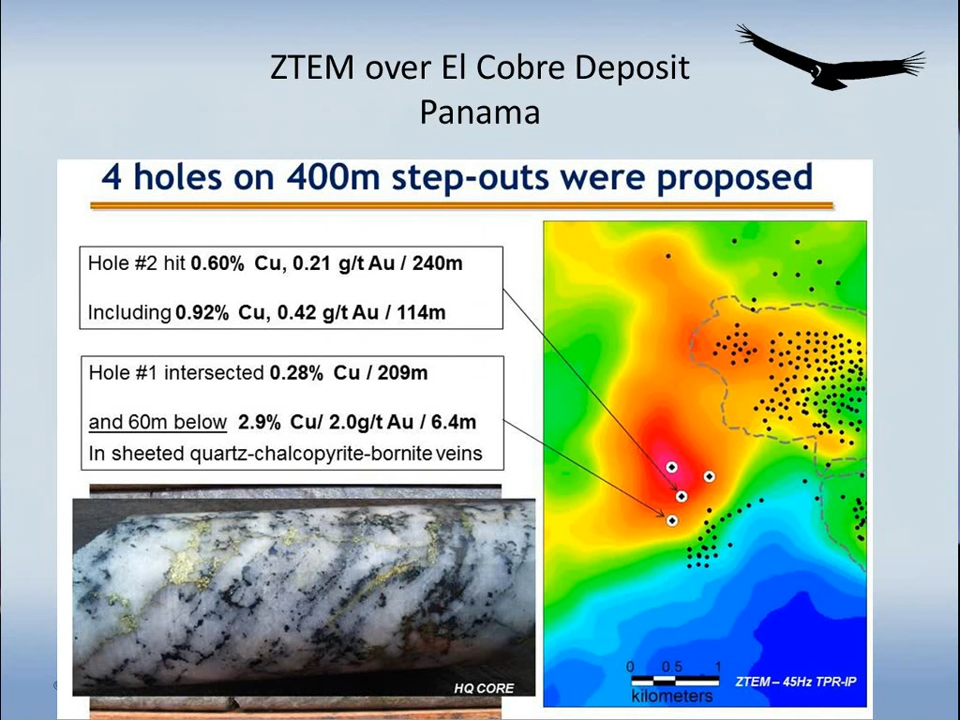 ZTEM over El Cobre Deposit
Panama
4 holes on 400m step-outs were proposed
Hole #2 hit 0.60% Cu, 0.21 g/t Au / 240m
Including 0.92% Cu, 0.42 g/t Au / 114m
Hole #1 intersected 0.28% Cu / 209m
and 60m below 2.9% Cu/ 2.0g/t Au / 6.4m
In sheeted quartz-chalcopyrite-bornite veins
HQ CORE
0 0.5 1
kilometers
ZTEM – 45Hz TPR-IP
©